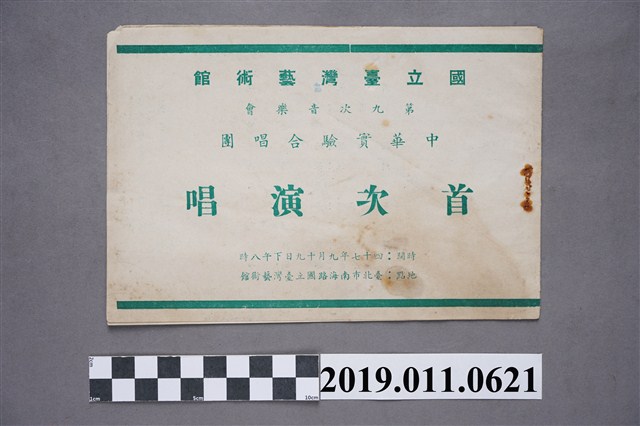 國立臺灣藝術館
第九次音樂會
中華實驗合唱團
首次演唱
時間：四十七年九月十九日下午八時
地點：臺北市南海路國立臺灣藝術館
1cm
5cm
10cm
2019.011.0621